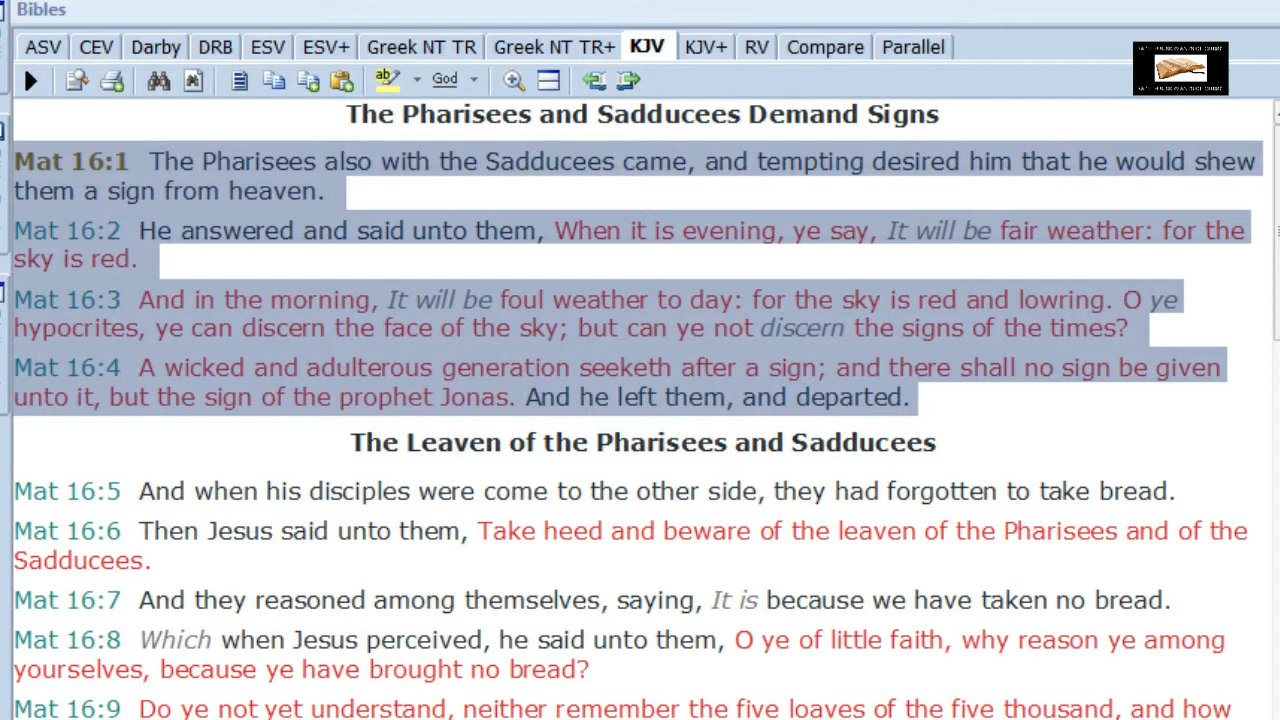 Bibles
ASV CEV Darby DRB ESV ESV+ Greek NT TR Greek NT TR+ KJV KJV+ RV Compare Parallel
ab God
The Pharisees and Sadducees Demand Signs
Mat 16:1 The Pharisees also with the Sadducees came, and tempting desired him that he would shew
them a sign from heaven.
Mat 16:2 He answered and said unto them, When it is evening, ye say, It will be fair weather: for the
sky is red.
Mat 16:3 And in the morning, It will be foul weather to day: for the sky is red and lowring. O ye
hypocrites, ye can discern the face of the sky; but can ye not discern the signs of the times?
Mat 16:4 A wicked and adulterous generation seeketh after a sign; and there shall no sign be given
unto it, but the sign of the prophet Jonas. And he left them, and departed.
The Leaven of the Pharisees and Sadducees
Mat 16:5 And when his disciples were come to the other side, they had forgotten to take bread.
Mat 16:6 Then Jesus said unto them, Take heed and beware of the leaven of the Pharisees and of the
Sadducees.
Mat 16:7 And they reasoned among themselves, saying, It is because we have taken no bread.
Mat 16:8 Which when Jesus perceived, he said unto them, O ye of little faith, why reason ye among
yourselves, because ye have brought no bread?
Mat 16:9 Do ye not yet understand, neither remember the five loaves of the five thousand, and how